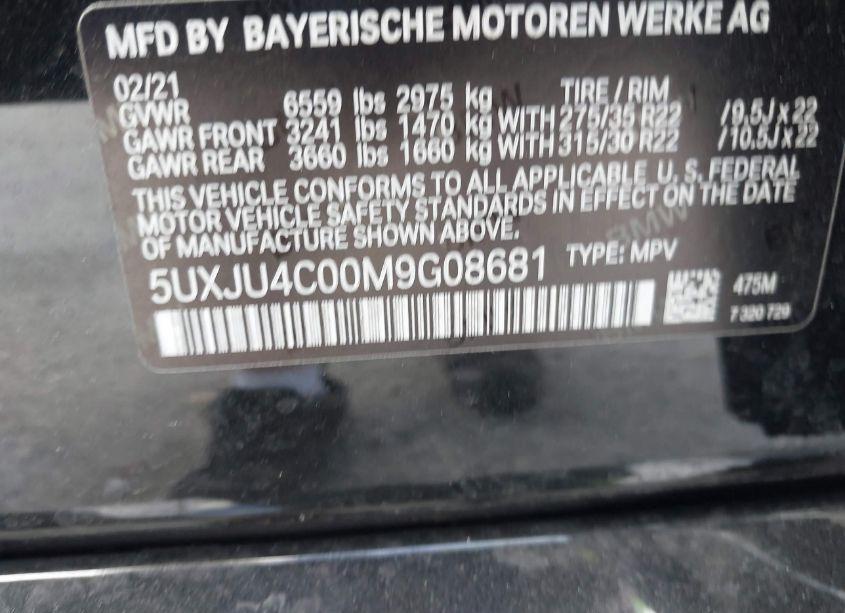 MFD BY BAYERISCHE MOTOREN WERKE AG
02/21 TIRE / RIM
GVWR 6559 lbs 2975 kg
GAWR FRONT 3241 lbs 1470 kg WITH 275/35 R22 /9.5J x 22
GAWR REAR 3660 lbs 1660 kg WITH 315/30 R22 /10.5J x 22
THIS VEHICLE CONFORMS TO ALL APPLICABLE U. S. FEDERAL
MOTOR VEHICLE SAFETY STANDARDS IN EFFECT ON THE DATE
OF MANUFACTURE SHOWN ABOVE.
5UXJU4C00M9G08681 TYPE: MPV
475M
7 320 729